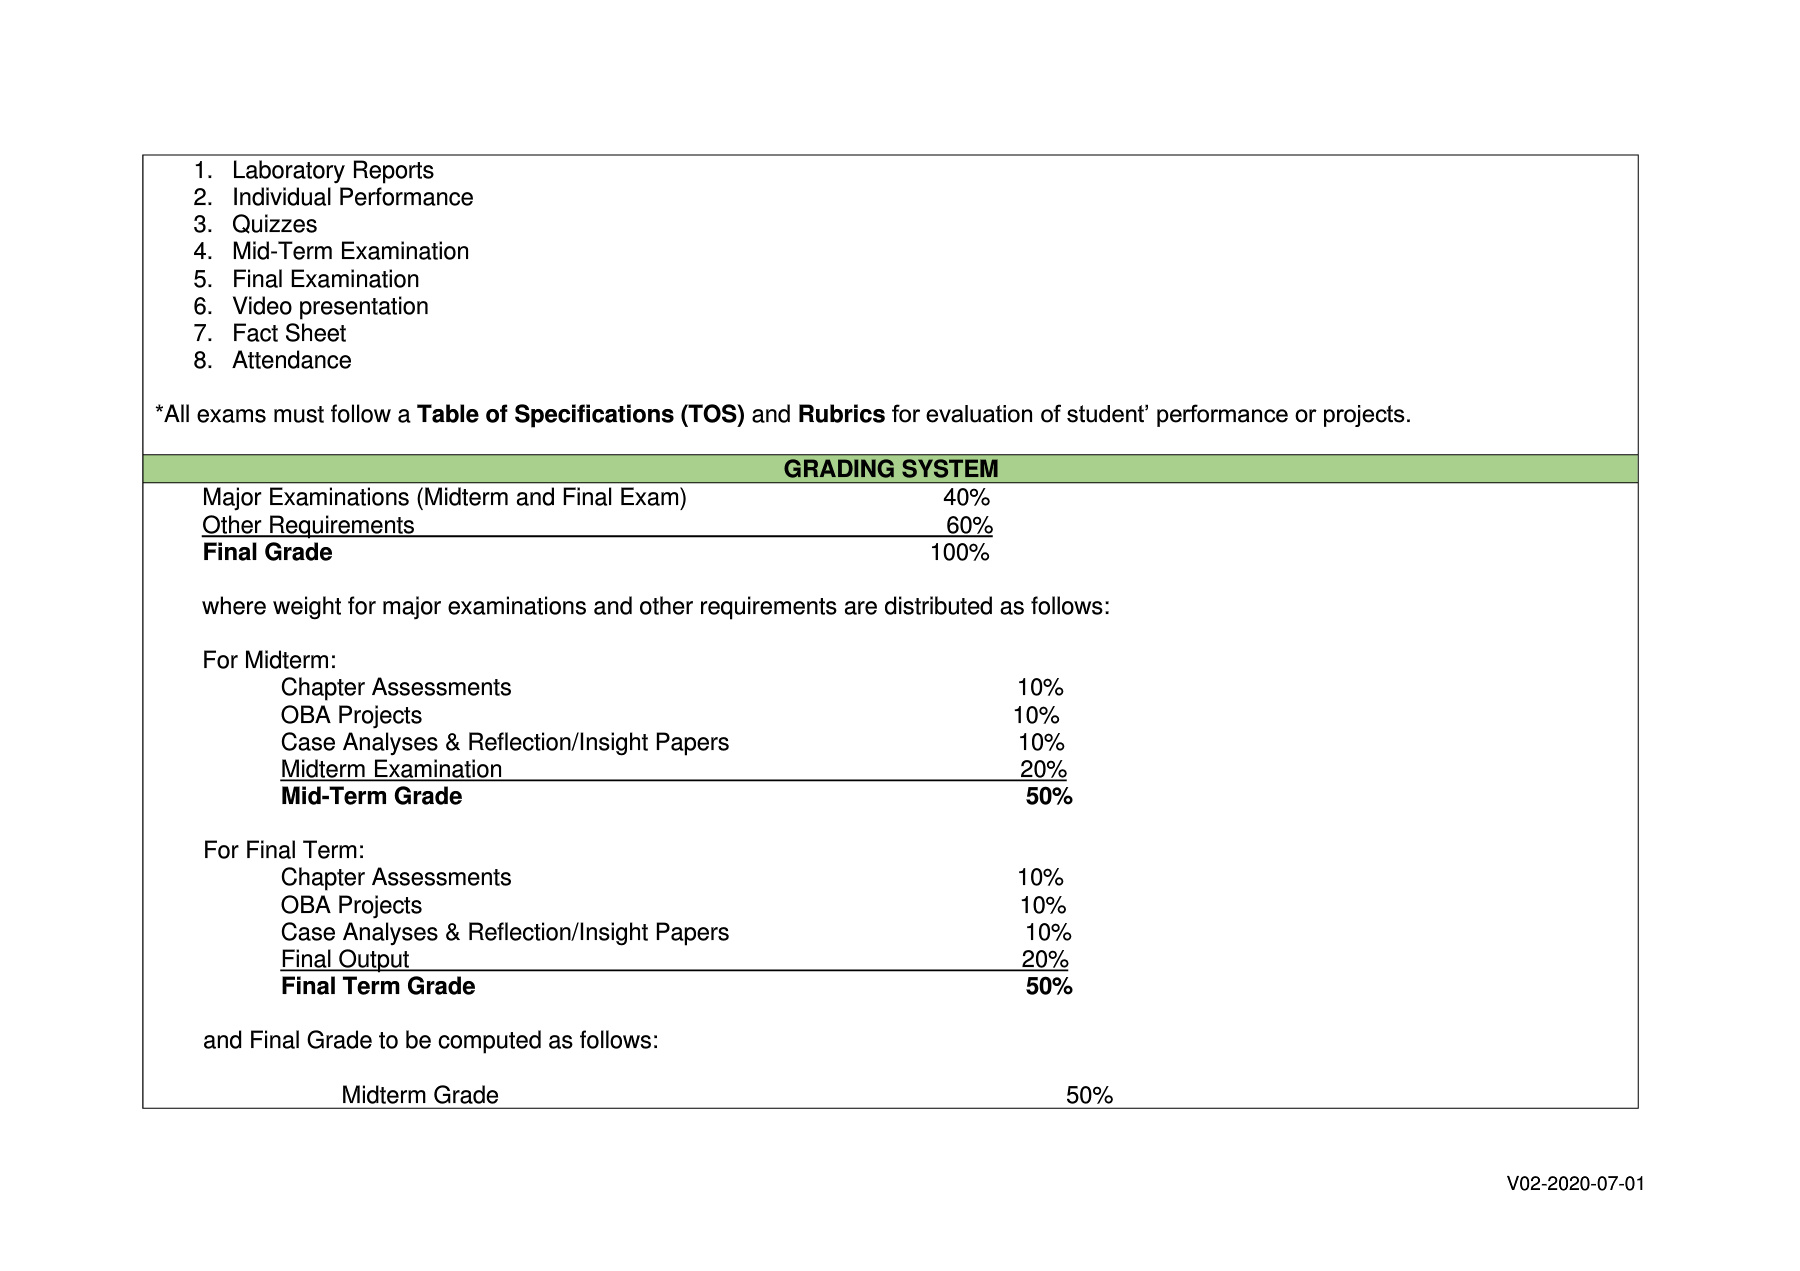 1. Laboratory Reports
2. Individual Performance
3. Quizzes
4. Mid-Term Examination
5. Final Examination
6. Video presentation
7. Fact Sheet
8. Attendance
*All exams must follow a Table of Specifications (TOS) and Rubrics for evaluation of student’ performance or projects.
GRADING SYSTEM
Major Examinations (Midterm and Final Exam) 40%
Other Requirements 60%
Final Grade 100%
where weight for major examinations and other requirements are distributed as follows:
For Midterm:
Chapter Assessments 10%
OBA Projects 10%
Case Analyses & Reflection/Insight Papers 10%
Midterm Examination 20%
Mid-Term Grade 50%
For Final Term:
Chapter Assessments 10%
OBA Projects 10%
Case Analyses & Reflection/Insight Papers 10%
Final Output 20%
Final Term Grade 50%
and Final Grade to be computed as follows:
Midterm Grade 50%
V02-2020-07-01